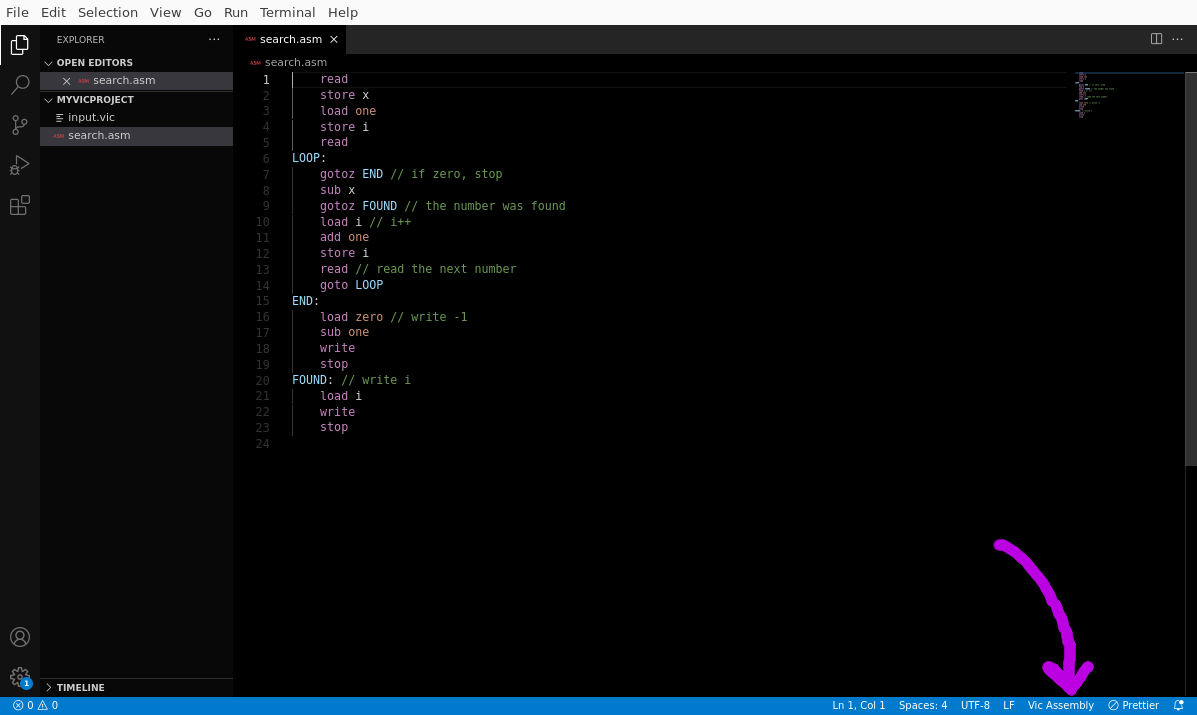 File Edit Selection View Go Run Terminal Help
EXPLORER ···
OPEN EDITORS
ASM search.asm
MYVICPROJECT
input.vic
ASM search.asm
TIMELINE
1
ASM search.asm
ASM search.asm
1 read
2 store x
3 load one
4 store i
5 read
6 LOOP:
7 gotoz END // if zero, stop
8 sub x
9 gotoz FOUND // the number was found
10 load i // i++
11 add one
12 store i
13 read // read the next number
14 goto LOOP
15 END:
16 load zero // write -1
17 sub one
18 write
19 stop
20 FOUND: // write i
21 load i
22 write
23 stop
24
0 0 Ln 1, Col 1 Spaces: 4 UTF-8 LF Vic Assembly Prettier